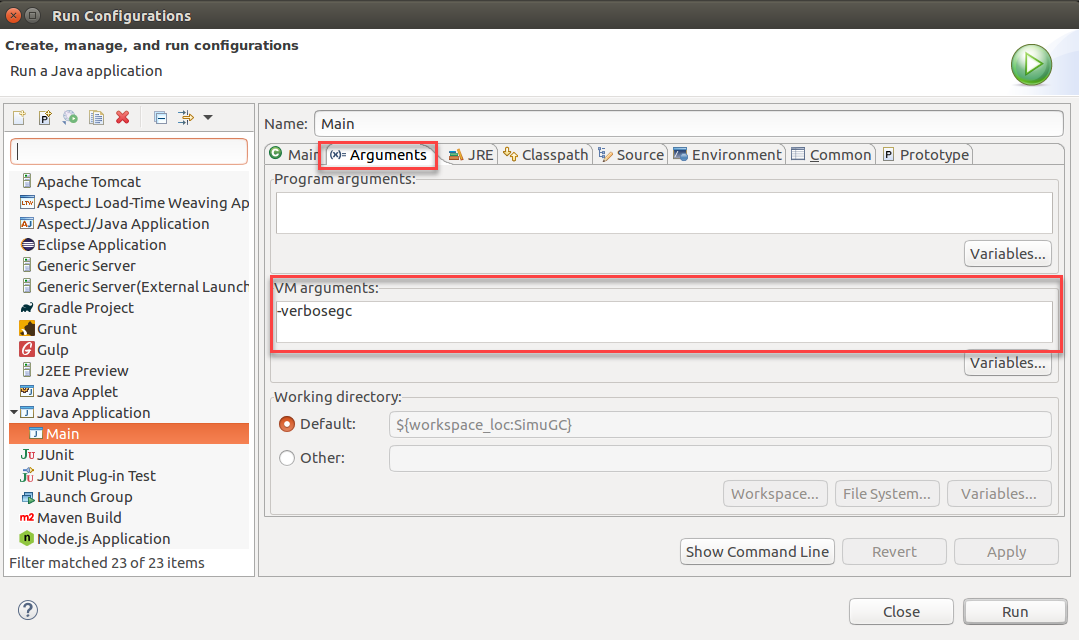 Run Configurations
Create, manage, and run configurations
Run a Java application
Name: Main
Main (x)= Arguments JRE Classpath Source Environment Common Prototype
Program arguments:
Variables...
VM arguments:
-verbosegc
Variables...
Working directory:
Default: ${workspace_loc:SimuGC}
Other:
Workspace... File System... Variables...
Show Command Line Revert Apply
Apache Tomcat
AspectJ Load-Time Weaving Ap
AspectJ/Java Application
Eclipse Application
Generic Server
Generic Server(External Launch
Gradle Project
Grunt
Gulp
J2EE Preview
Java Applet
Java Application
Main
JUnit
JUnit Plug-in Test
Launch Group
Maven Build
Node.js Application
Filter matched 23 of 23 items
Close Run